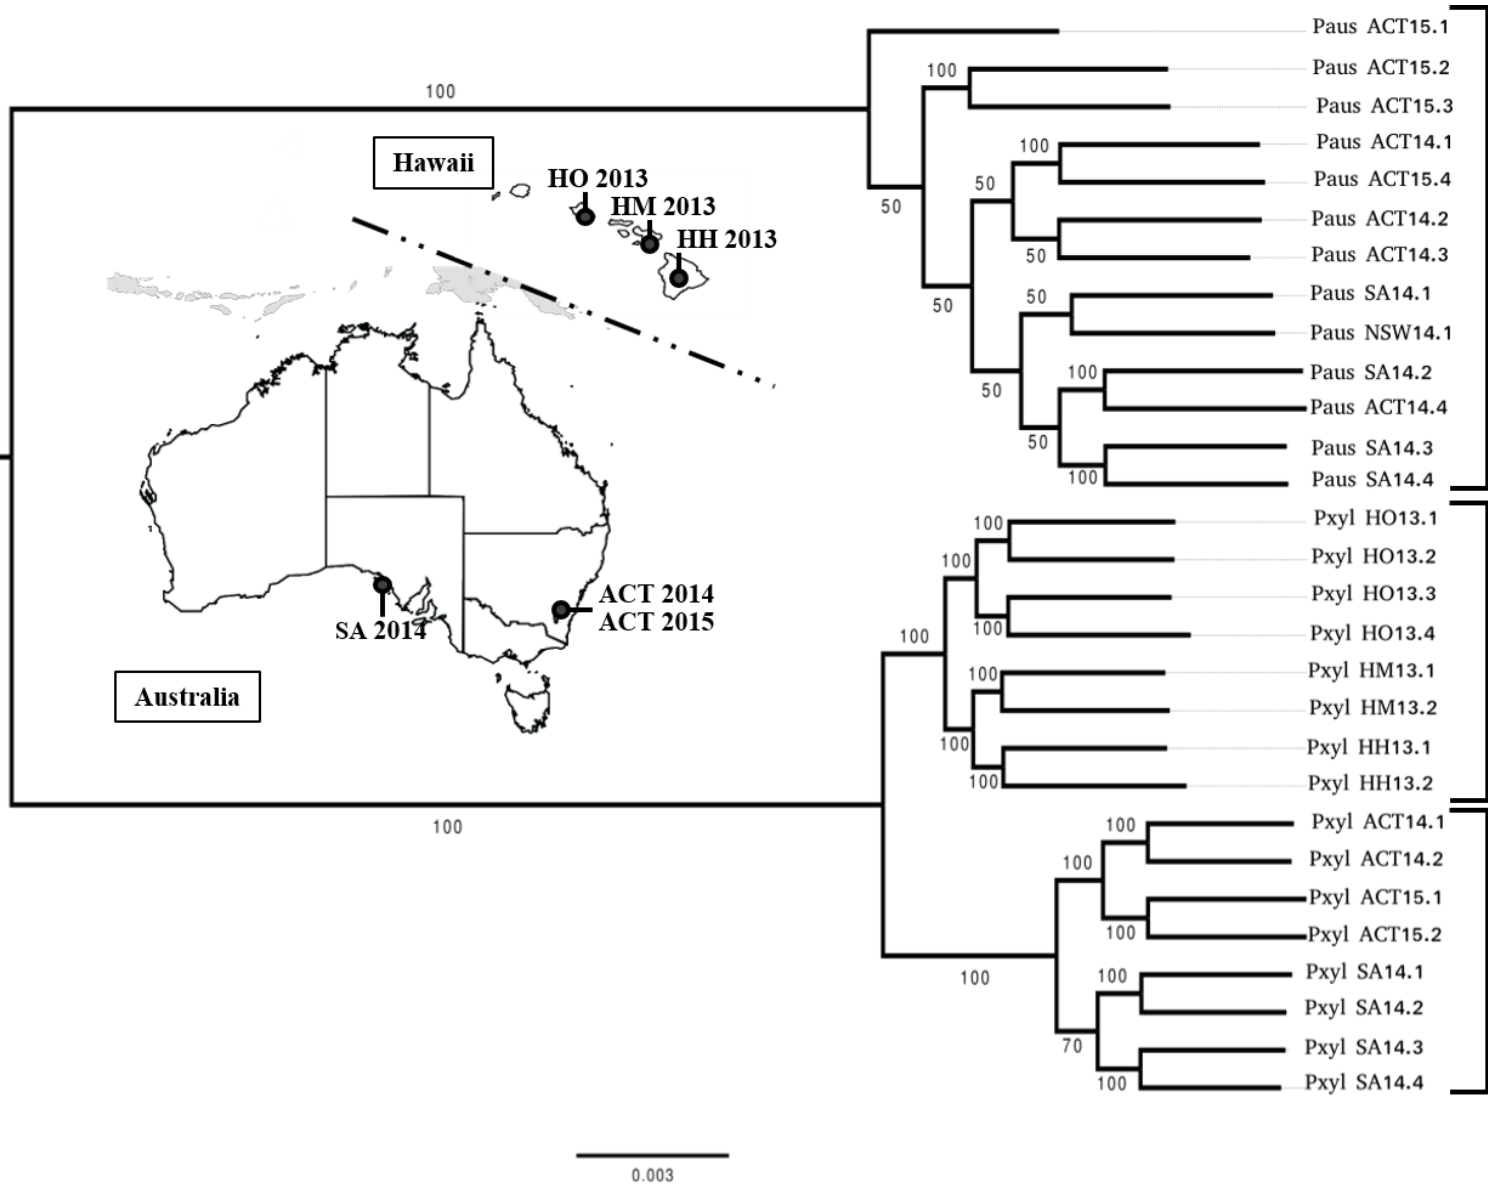 100
Hawaii
HO 2013
HM 2013
HH 2013
SA 2014
ACT 2014
ACT 2015
Australia
100
Paus ACT15.1
100
Paus ACT15.2
Paus ACT15.3
50
100
Paus ACT14.1
Paus ACT15.4
50
Paus ACT14.2
50
Paus ACT14.3
50
50
Paus SA14.1
Paus NSW14.1
50
100
Paus SA14.2
Paus ACT14.4
50
Paus SA14.3
100
Paus SA14.4
100
Pxyl HO13.1
100
Pxyl HO13.2
Pxyl HO13.3
100
Pxyl HO13.4
100
100
Pxyl HM13.1
Pxyl HM13.2
100
Pxyl HH13.1
100
Pxyl HH13.2
100
Pxyl ACT14.1
100
Pxyl ACT14.2
Pxyl ACT15.1
100
Pxyl ACT15.2
100
100
Pxyl SA14.1
Pxyl SA14.2
70
Pxyl SA14.3
100
Pxyl SA14.4
0.003